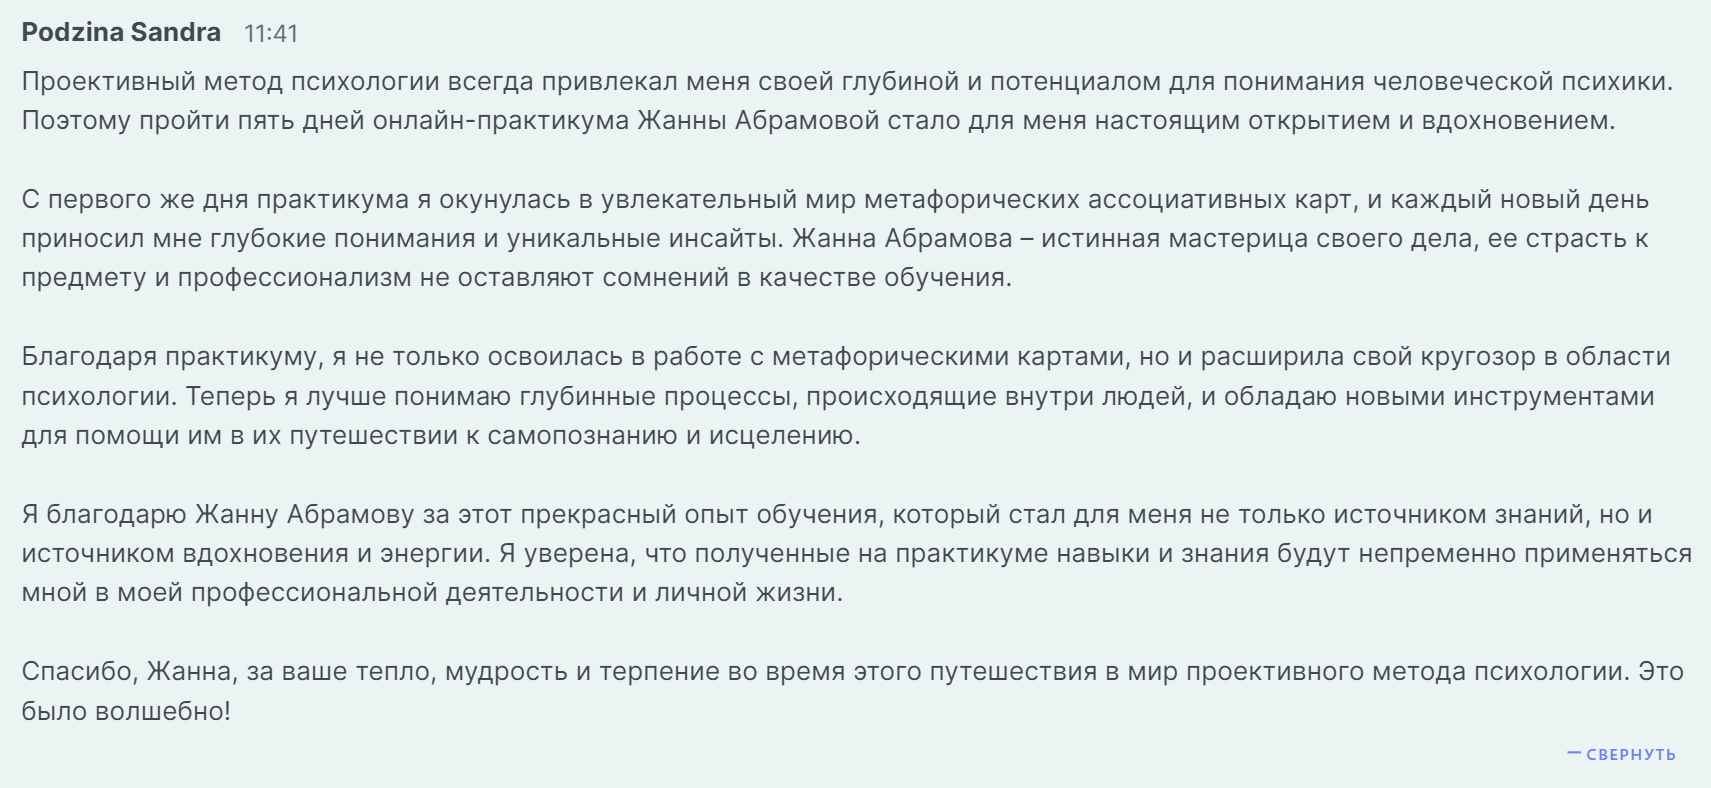 Podzina Sandra 11:41
Проективный метод психологии всегда привлекал меня своей глубиной и потенциалом для понимания человеческой психики.
Поэтому пройти пять дней онлайн-практикума Жанны Абрамовой стало для меня настоящим открытием и вдохновением.
С первого же дня практикума я окунулась в увлекательный мир метафорических ассоциативных карт, и каждый новый день
приносил мне глубокие понимания и уникальные инсайты. Жанна Абрамова – истинная мастерица своего дела, ее страсть к
предмету и профессионализм не оставляют сомнений в качестве обучения.
Благодаря практикуму, я не только освоилась в работе с метафорическими картами, но и расширила свой кругозор в области
психологии. Теперь я лучше понимаю глубинные процессы, происходящие внутри людей, и обладаю новыми инструментами
для помощи им в их путешествии к самопознанию и исцелению.
Я благодарю Жанну Абрамову за этот прекрасный опыт обучения, который стал для меня не только источником знаний, но и
источником вдохновения и энергии. Я уверена, что полученные на практикуме навыки и знания будут непременно применяться
мной в моей профессиональной деятельности и личной жизни.
Спасибо, Жанна, за ваше тепло, мудрость и терпение во время этого путешествия в мир проективного метода психологии. Это
было волшебно!
— СВЕРНУТЬ